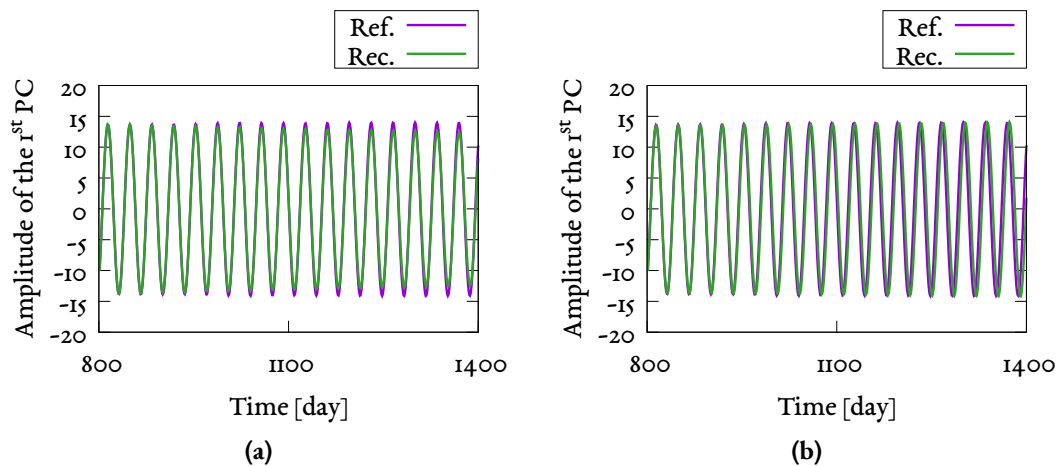 Ref.
Rec.
20
15
10
5
0
-5
-10
-15
-20
Amplitude of the 1st PC
800 1100 1400
Time [day]
(a)
Ref.
Rec.
20
15
10
5
0
-5
-10
-15
-20
Amplitude of the 1st PC
800 1100 1400
Time [day]
(b)